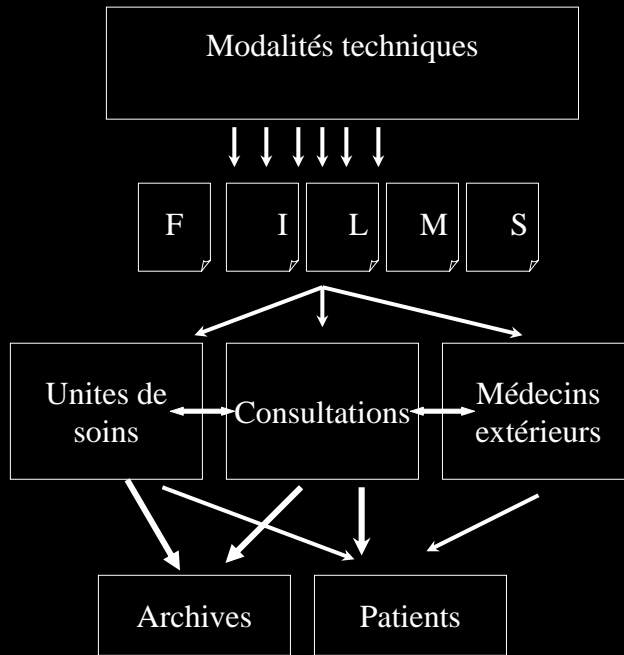 Modalités techniques
F I L M S
Unites de
soins
Consultations
Médecins
extérieurs
Archives
Patients